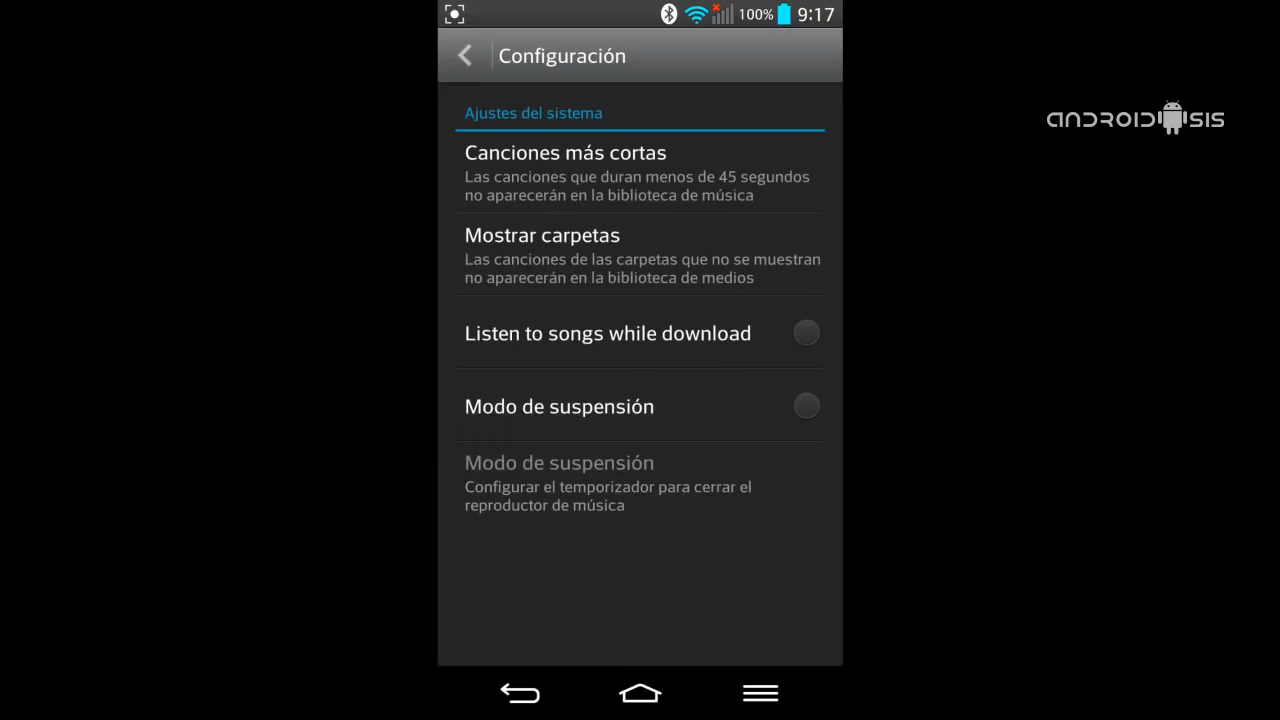 100% 9:17
Configuración
ANDROIDSIS
Ajustes del sistema
Canciones más cortas
Las canciones que duran menos de 45 segundos
no aparecerán en la biblioteca de música
Mostrar carpetas
Las canciones de las carpetas que no se muestran
no aparecerán en la biblioteca de medios
Listen to songs while download
Modo de suspensión
Modo de suspensión
Configurar el temporizador para cerrar el
reproductor de música